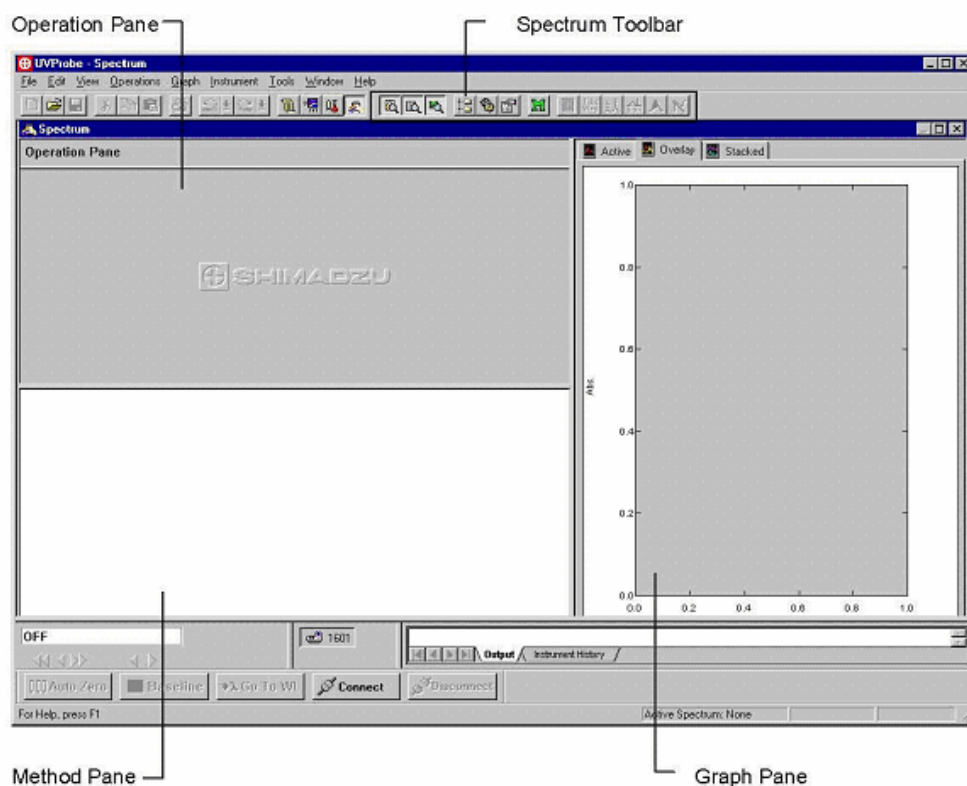 Operation Pane
Spectrum Toolbar
UVProbe - Spectrum
File Edit View Operations Graph Instrument Tools Window Help
Spectrum
Operation Pane
Active Overlay Stacked
SHIMADZU
1.0
0.8
0.6
Abs.
0.4
0.2
0.0
0.0 0.2 0.4 0.6 0.8 1.0
OFF
1601
Output Instrument History
Auto Zero Baseline Go To Wl Connect Disconnect
For Help, press F1
Active Spectrum: None
Method Pane
Graph Pane